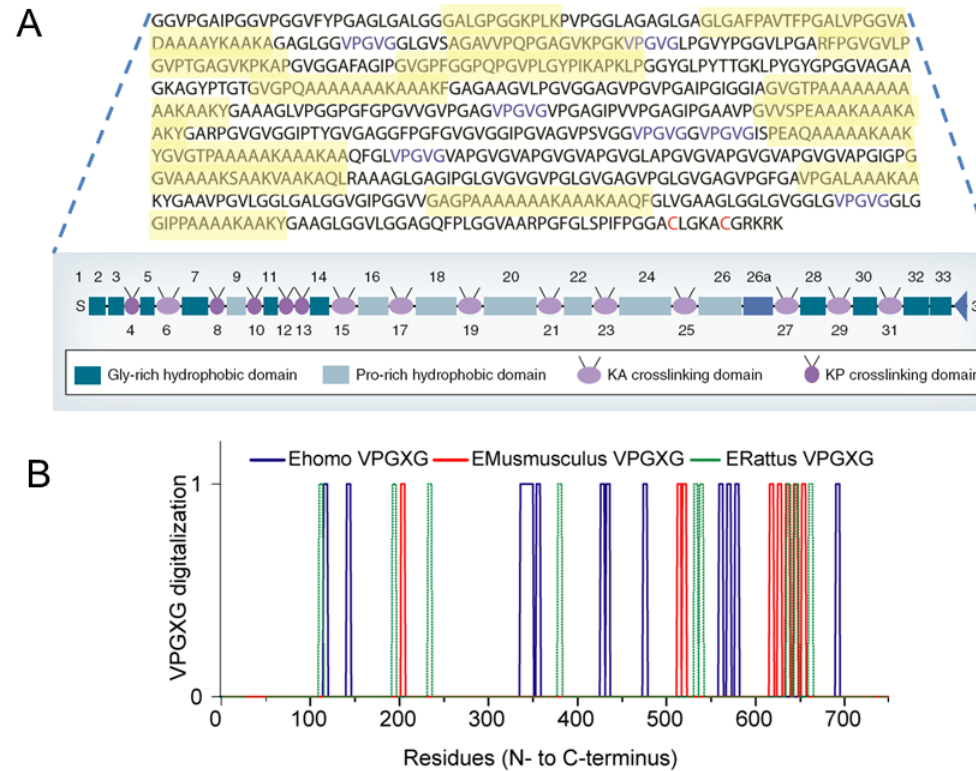 A
GGVPGAIPGGVPGGVFYPGAGLGALGGGALGPGGKPLKPVPGGLAGAGLGAGLGAFPAVTFPGALVPGGVA
DAAAAYKAAKAGAGLGGVPGVGGLGVSAGAVVPQPGAGVKPGKVPGVGLPGVYPGGVLPGARFPGVGVLP
GVPTGAGVKPKAPGVGGAFAGIPGVGPFGGPQPGVPLGYPIKAPKLPGGYGLPYTTGKLPYGYGPGGVAGAA
GKAGYPTGTGVGPQAAAAAAAKAAAKFGAGAAGVLPGVGGAGVPGVPGAIPGIGGIAGVGTPAAAAAAAA
AAKAAKYGAAAGLVPGGPGFGPGVVGVPGAGVPGVGVPGAGIPVVPGAGIPGAAVPGVVSPEAAAKAAAKA
AKYGARPGVGVGGIPTYGVGAGGFPGFGVGVGGIPGVAGVPSVGGVPGVGGVPGVGISPEAQAAAAAKAAK
YGVGTPAAAAAKAAAKAAQFGLVPGVGVAPGVGVAPGVGVAPGVGLAPGVGVAPGVGVAPGVGVAPGIGPG
GVAAAAKSAAKVAAKAQLRAAAGLGAGIPGLGVGVGVPGLGVGAGVPGLGVGAGVPGFGAVPGALAAAKAA
KYGAAVPGVLGGLGALGGVGIPGGVVGAGPAAAAAAAKAAAKAAQFGLVGAAGLGGLGVGGLGVPGVGGLG
GIPPAAAAKAAKYGAAGLGGVLGGAGQFPLGGVAARPGFGLSPIFPGGACLGKACGRKRK
1 2 3 5 7 9 11 14 16 18 20 22 24 26 26a 28 30 32 33
S 3
4 6 8 10 12 13 15 17 19 21 23 25 27 29 31
Gly-rich hydrophobic domain Pro-rich hydrophobic domain KA crosslinking domain KP crosslinking domain
B
Ehomo VPGXG EMusmusculus VPGXG ERattus VPGXG
VPGXG digitalization
1
0
0 100 200 300 400 500 600 700
Residues (N- to C-terminus)